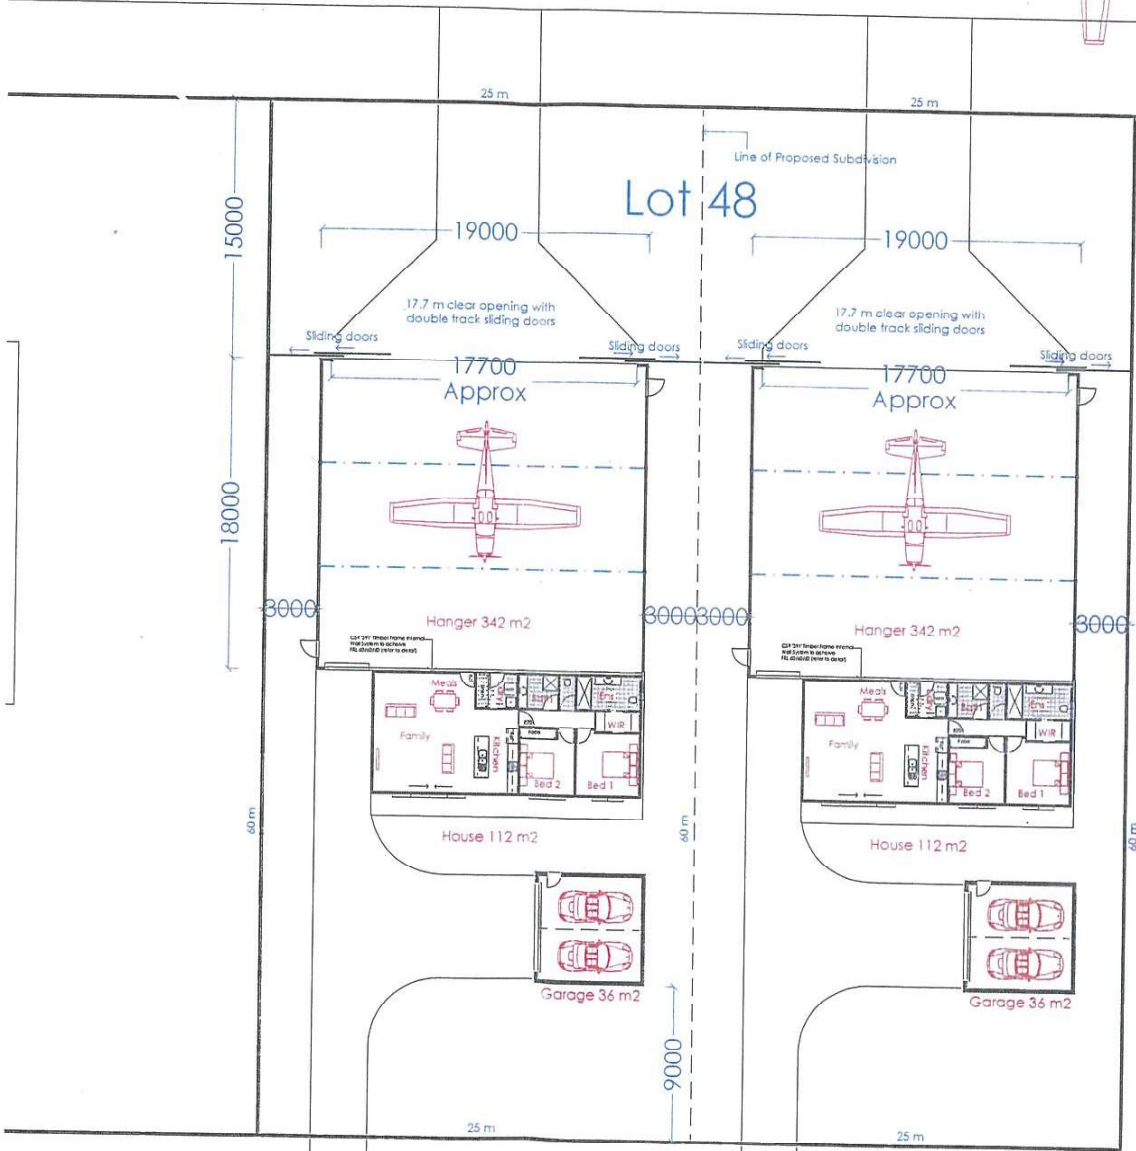 25 m
25 m
Line of Proposed Subdivision
Lot 48
15000
19000
19000
17.7 m clear opening with
double track sliding doors
17.7 m clear opening with
double track sliding doors
Sliding doors
Sliding doors
Sliding doors
Sliding doors
17700
Approx
17700
Approx
18000
3000
3000
3000
3000
Hanger 342 m2
Hanger 342 m2
Meals
Ens
WIR
Family
Kitchen
Bed 2
Bed 1
Meals
Ens
WIR
Family
Kitchen
Bed 2
Bed 1
60 m
House 112 m2
House 112 m2
Garage 36 m2
Garage 36 m2
9000
25 m
25 m